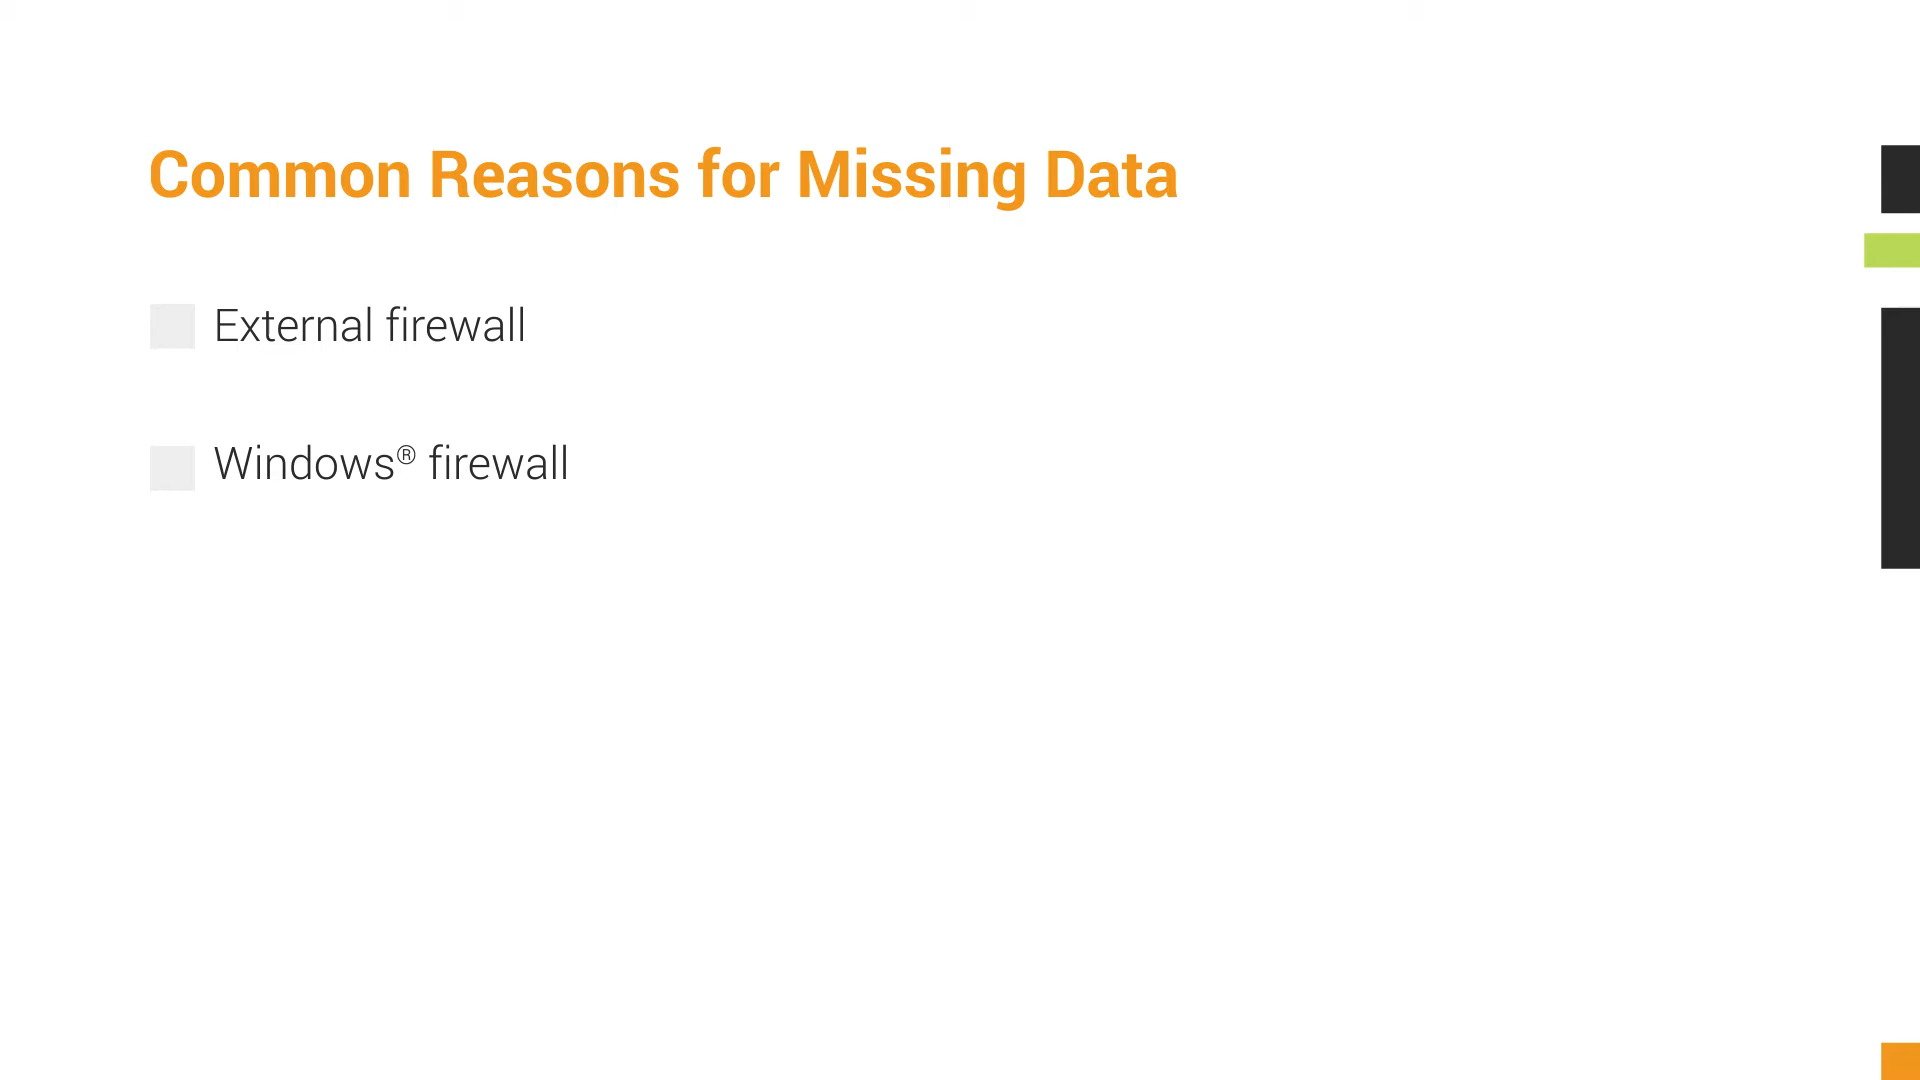 Common Reasons for Missing Data
External firewall
Windows® firewall